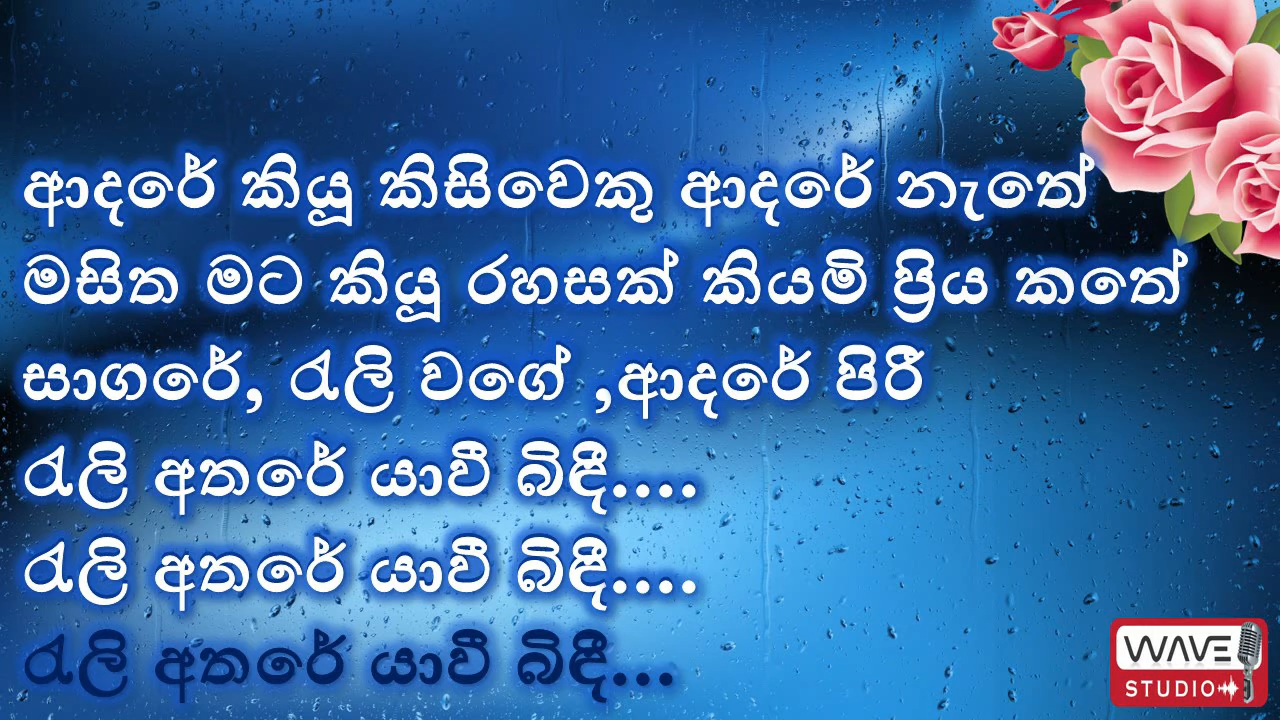 ආදරේ කියූ කිසිවෙකු ආදරේ නැතේ
මසිත මට කියූ රහසක් කියමි ප්‍රිය කතේ
සාගරේ, රැලි වගේ ,ආදරේ පිරී
රැලි අතරේ යාවී බිඳී....
රැලි අතරේ යාවී බිඳී....
රැලි අතරේ යාවී බිඳී...
WAVE
STUDIO